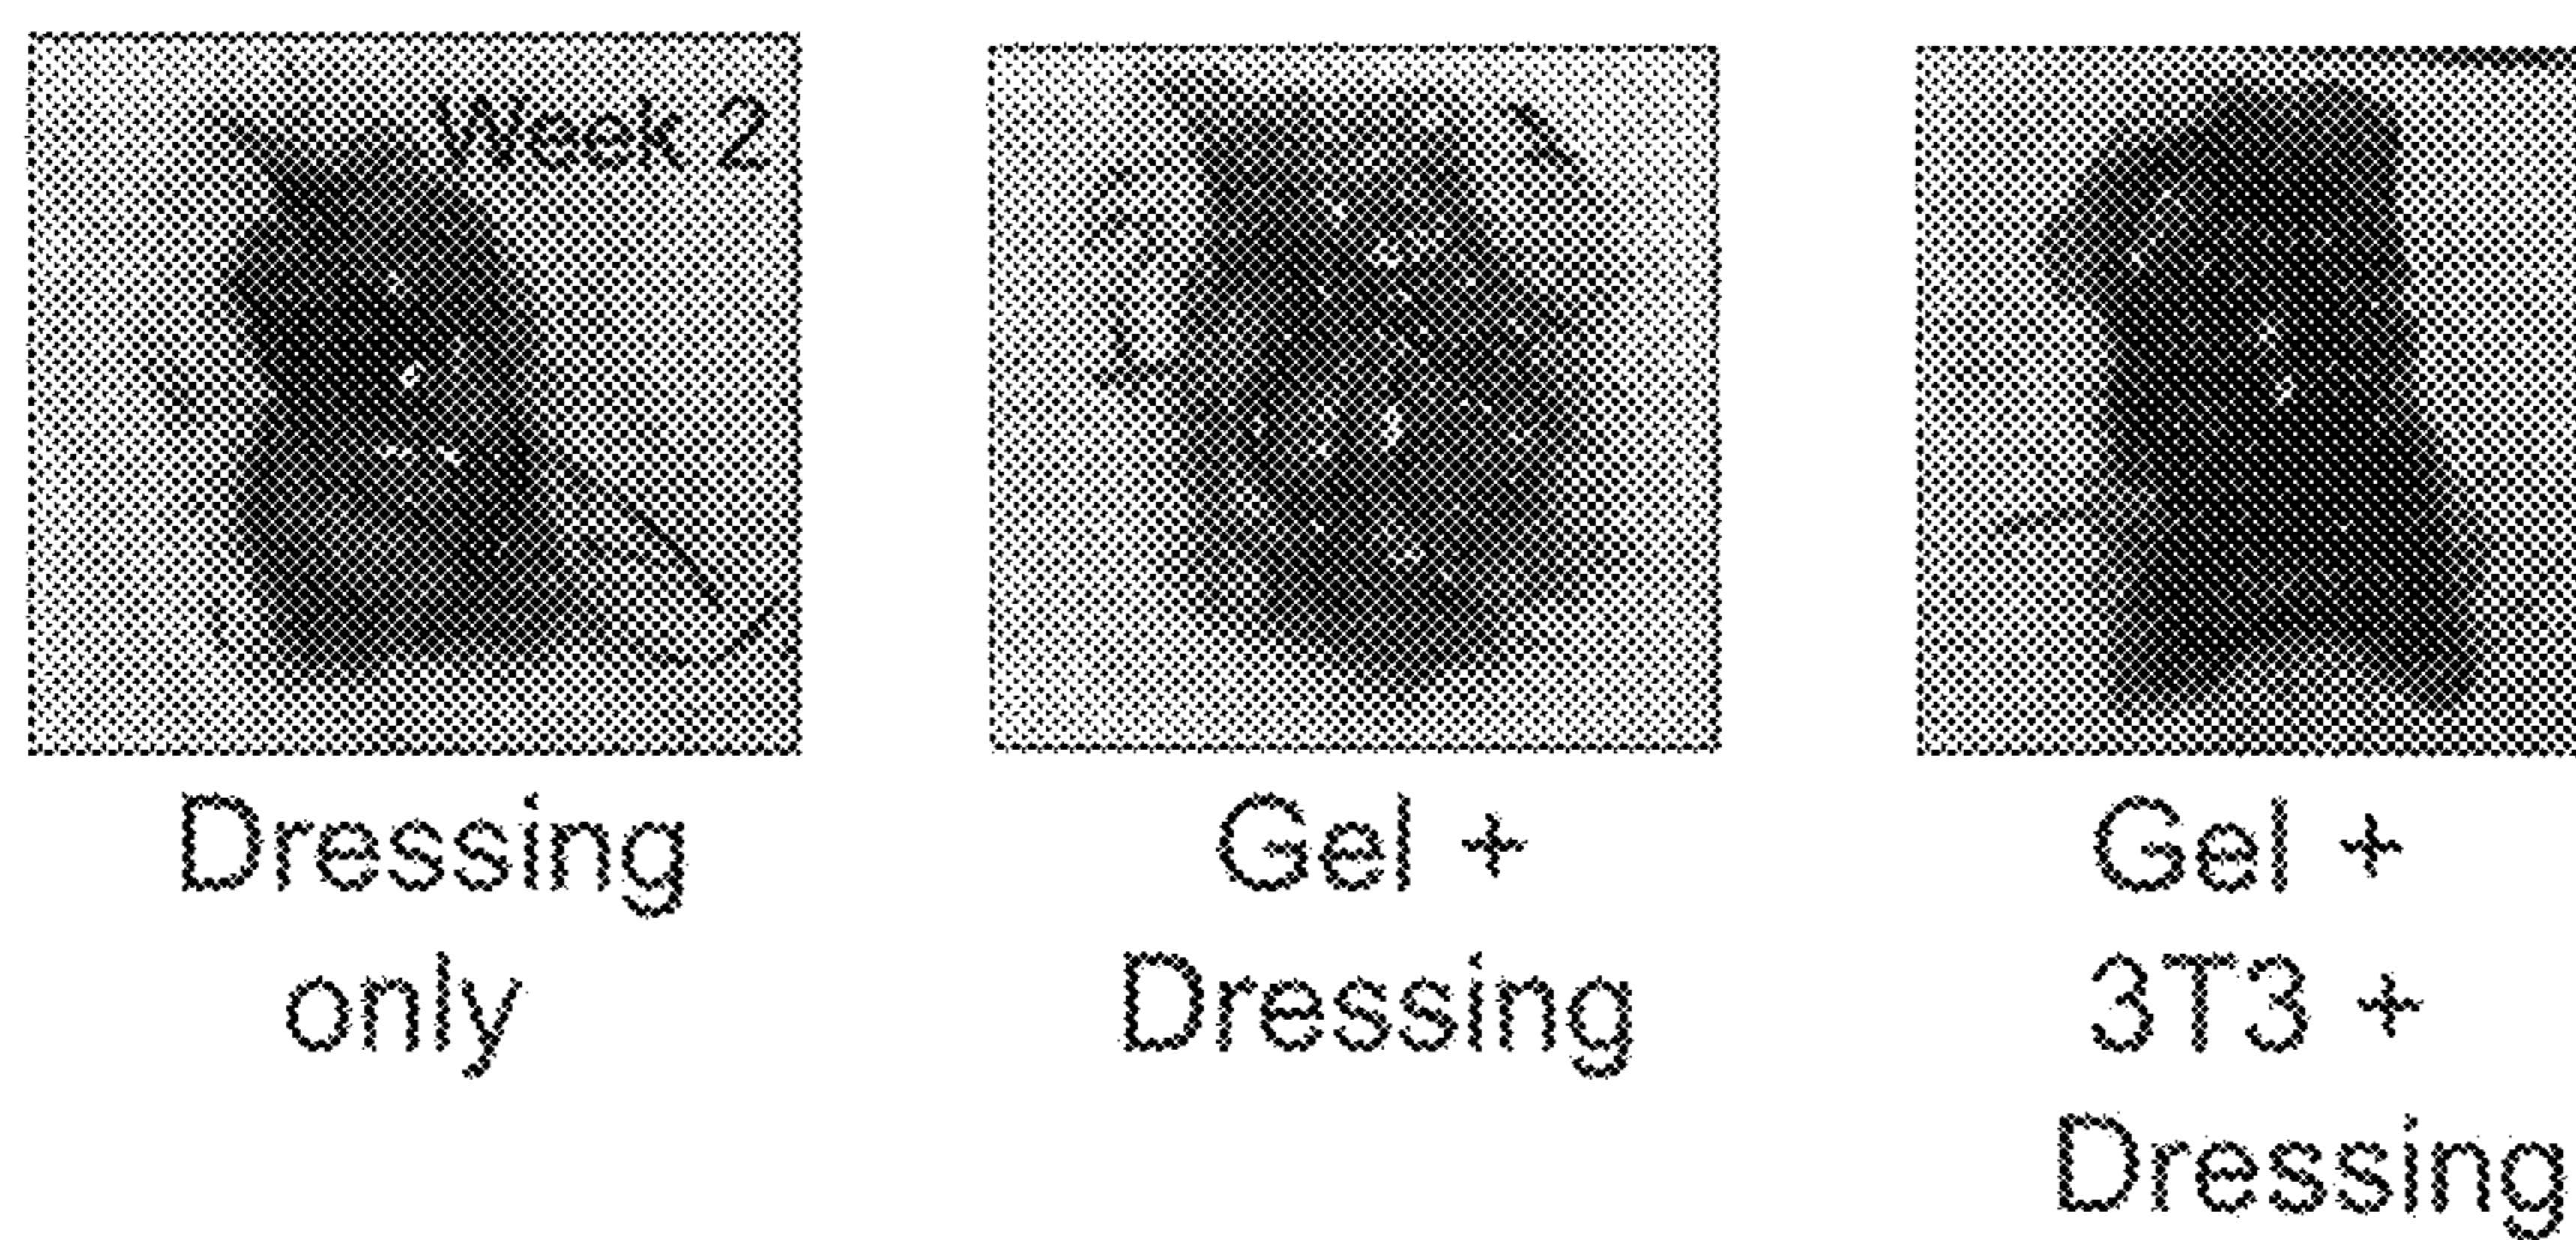 Week 2
Dressing
only
Gel +
Dressing
Gel +
3T3 +
Dressing